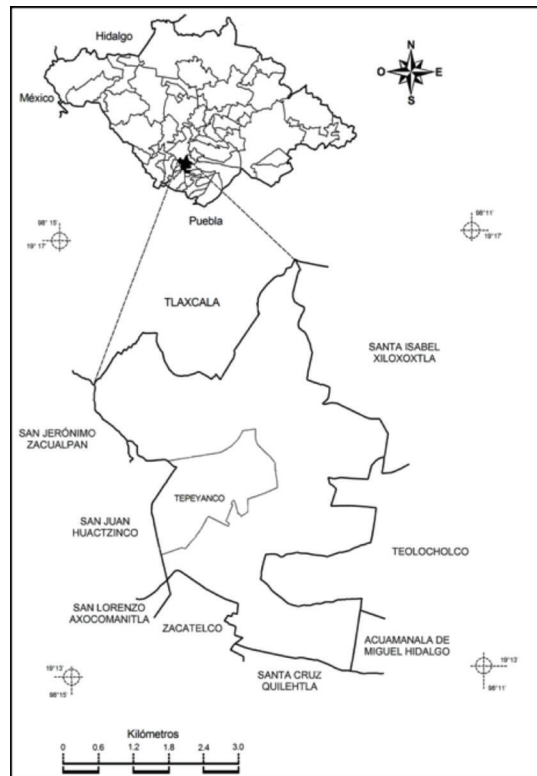 Hidalgo
N
O
E
S
México
Puebla
98° 15'
19° 17'
98° 11'
19° 17'
TLAXCALA
SANTA ISABEL
XILOXOXTLA
SAN JERÓNIMO
ZACUALPAN
TEPEYANCO
SAN JUAN
HUACTZINCO
TEOLOCHOLCO
SAN LORENZO
AXOCOMANITLA
ZACATELCO
ACUAMANALA DE
MIGUEL HIDALGO
SANTA CRUZ
QUILEHTLA
19° 13'
98° 15'
19° 13'
98° 11'
Kilómetros
0 0.6 1.2 1.8 2.4 3.0